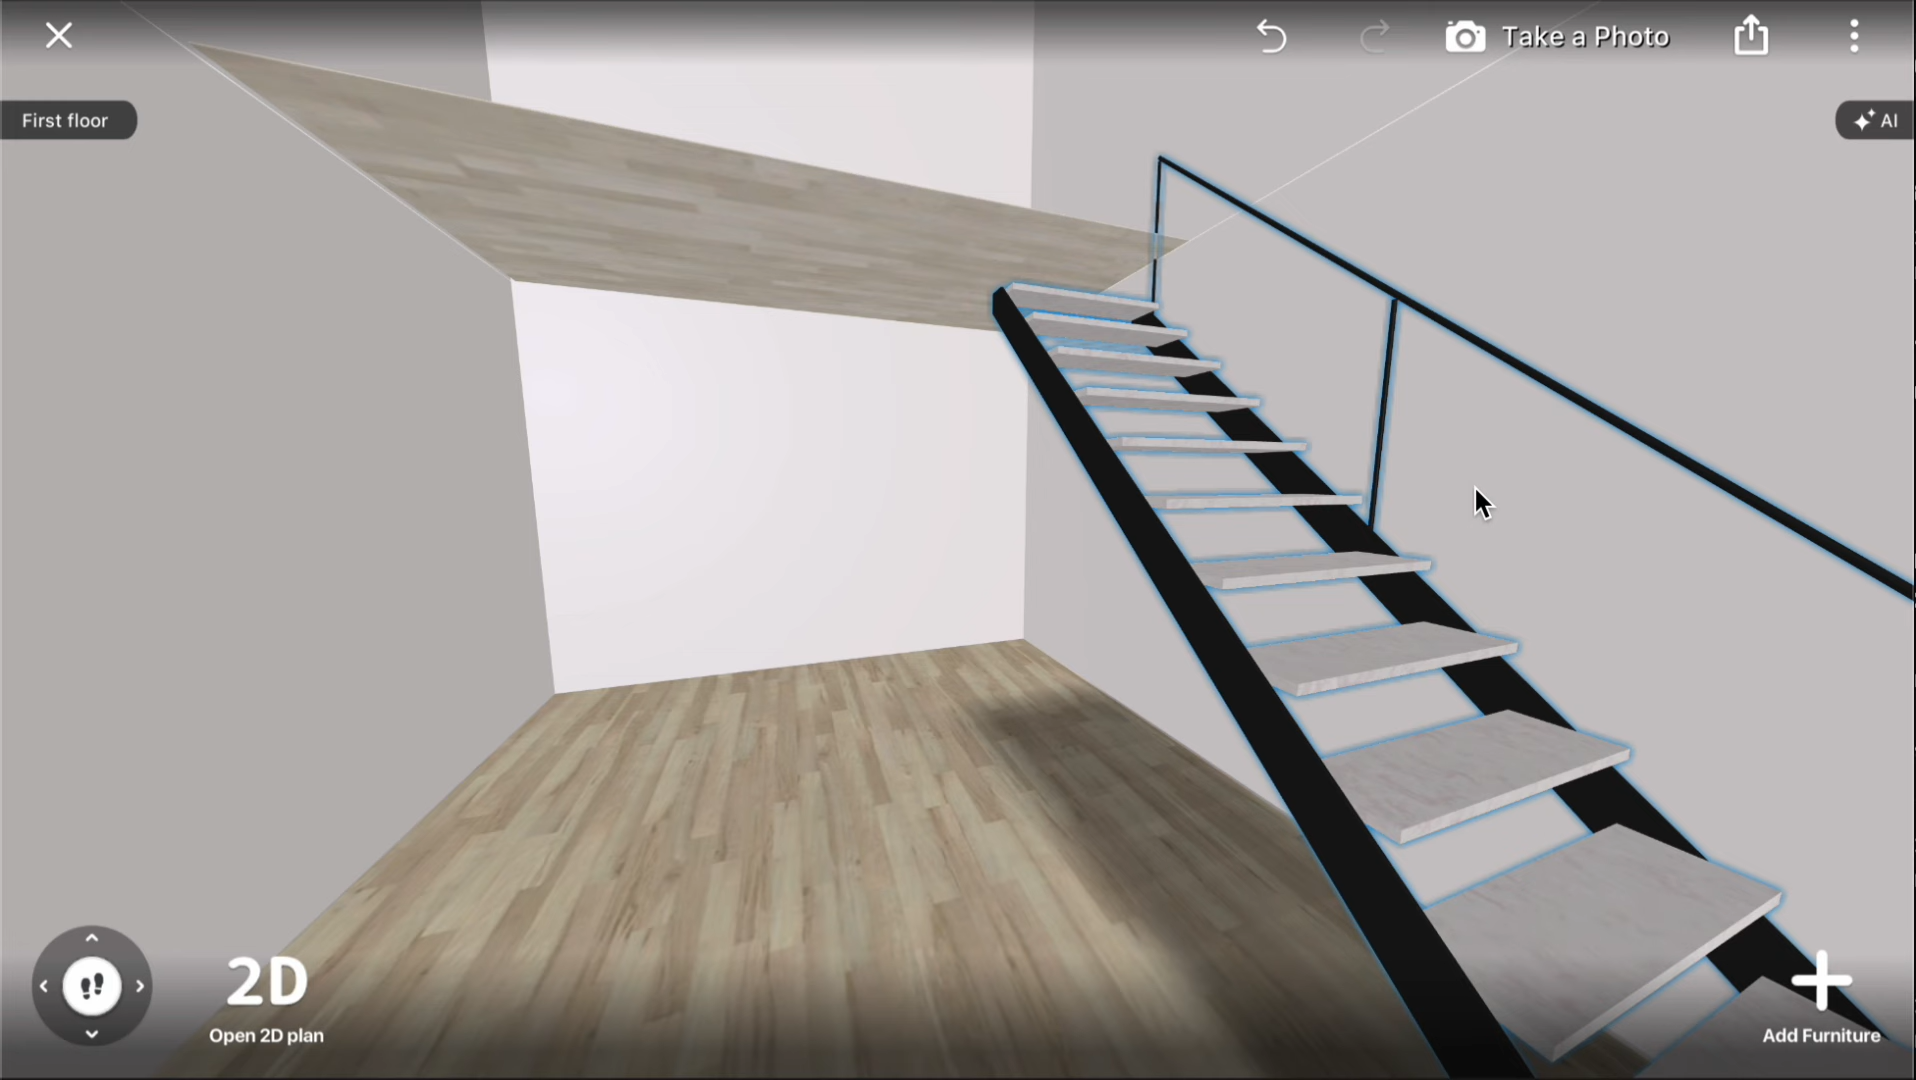 Take a Photo
First floor
AI
2D
Open 2D plan
Add Furniture